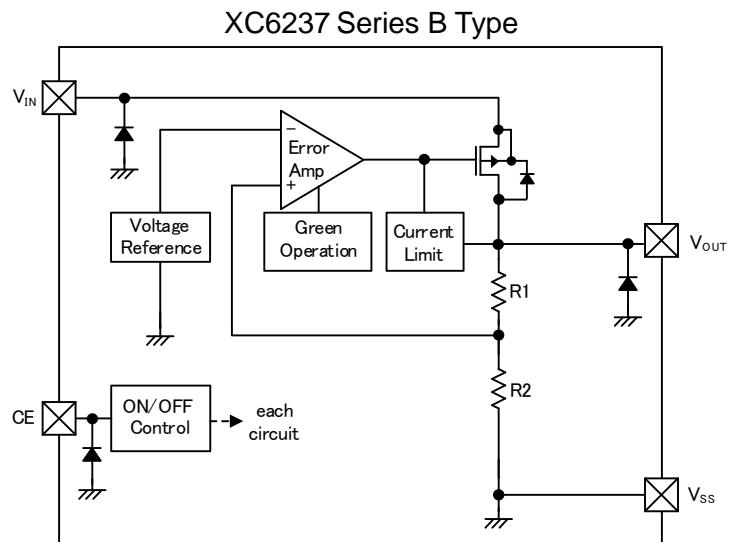 XC6237 Series B Type
VIN
−
Error
Amp
+
Voltage
Reference
Green
Operation
Current
Limit
VOUT
R1
R2
CE
ON/OFF
Control
each
circuit
VSS